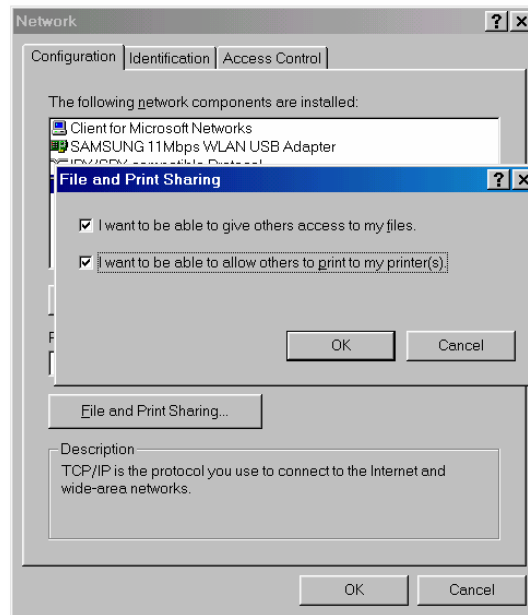 Network
Configuration Identification Access Control
The following network components are installed:
Client for Microsoft Networks
SAMSUNG 11Mbps WLAN USB Adapter
File and Print Sharing
I want to be able to give others access to my files.
I want to be able to allow others to print to my printer(s).
OK Cancel
File and Print Sharing...
Description
TCP/IP is the protocol you use to connect to the Internet and
wide-area networks.
OK Cancel